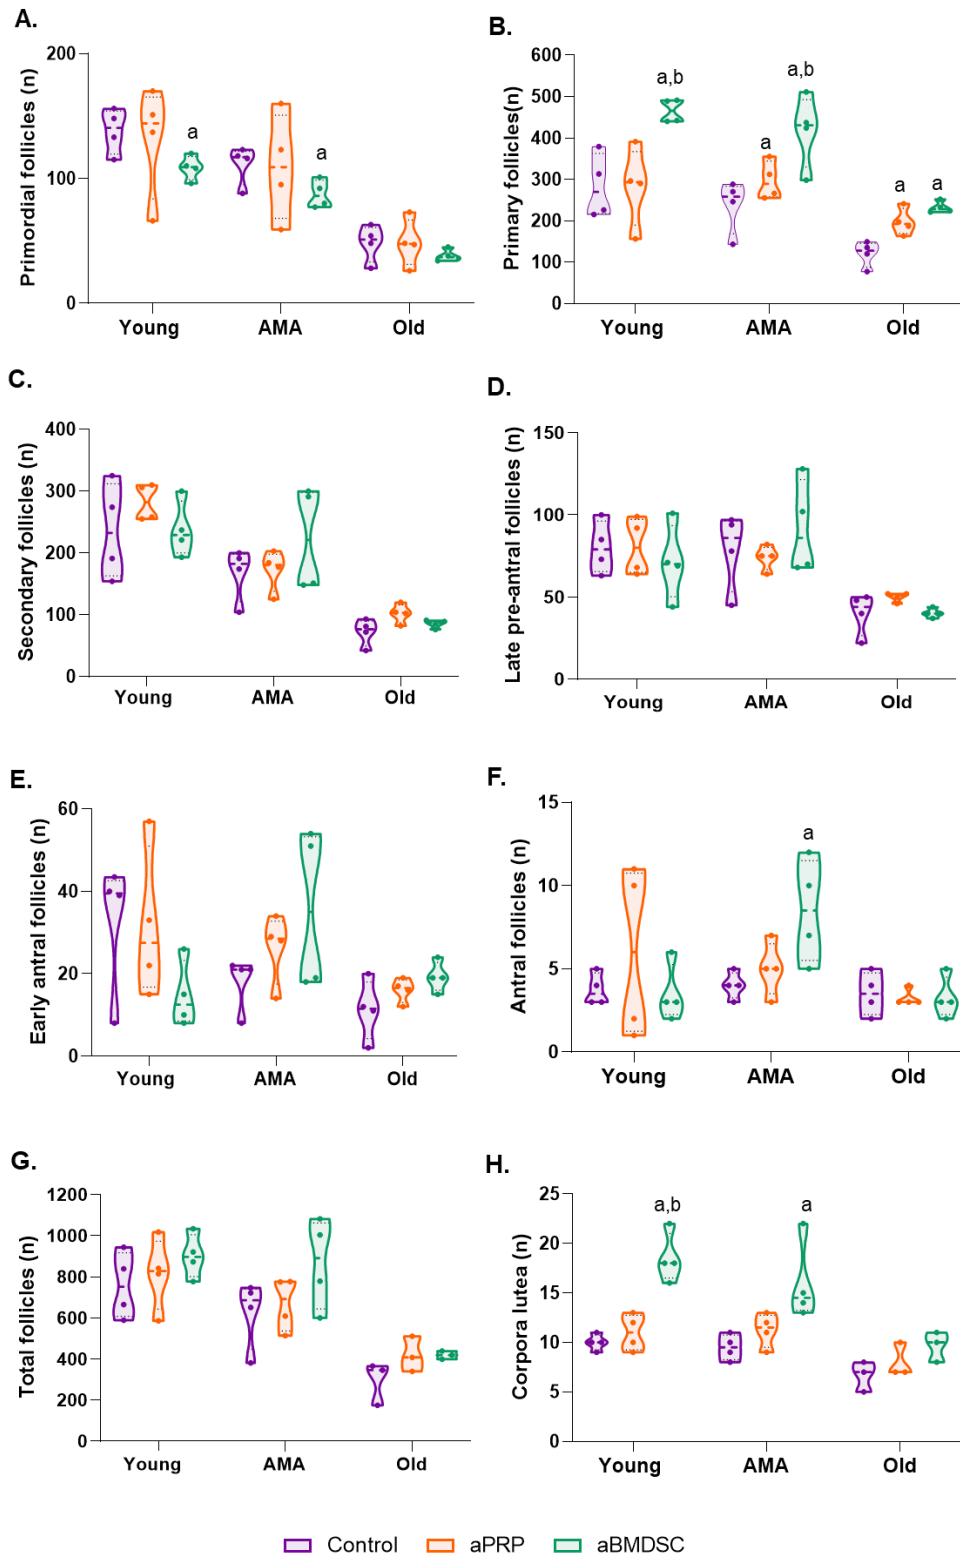 A.
Primordial follicles (n)
200
100
0
a
a
Young
AMA
Old
B.
Primary follicles(n)
600
500
400
300
200
100
0
a,b
a
a,b
a
a
Young
AMA
Old
C.
Secondary follicles (n)
400
300
200
100
0
Young
AMA
Old
D.
Late pre-antral follicles (n)
150
100
50
0
Young
AMA
Old
E.
Early antral follicles (n)
60
40
20
0
Young
AMA
Old
F.
Antral follicles (n)
15
10
5
0
a
Young
AMA
Old
G.
Total follicles (n)
1200
1000
800
600
400
200
0
Young
AMA
Old
H.
Corpora lutea (n)
25
20
15
10
5
0
a,b
a
Young
AMA
Old
Control
aPRP
aBMDSC